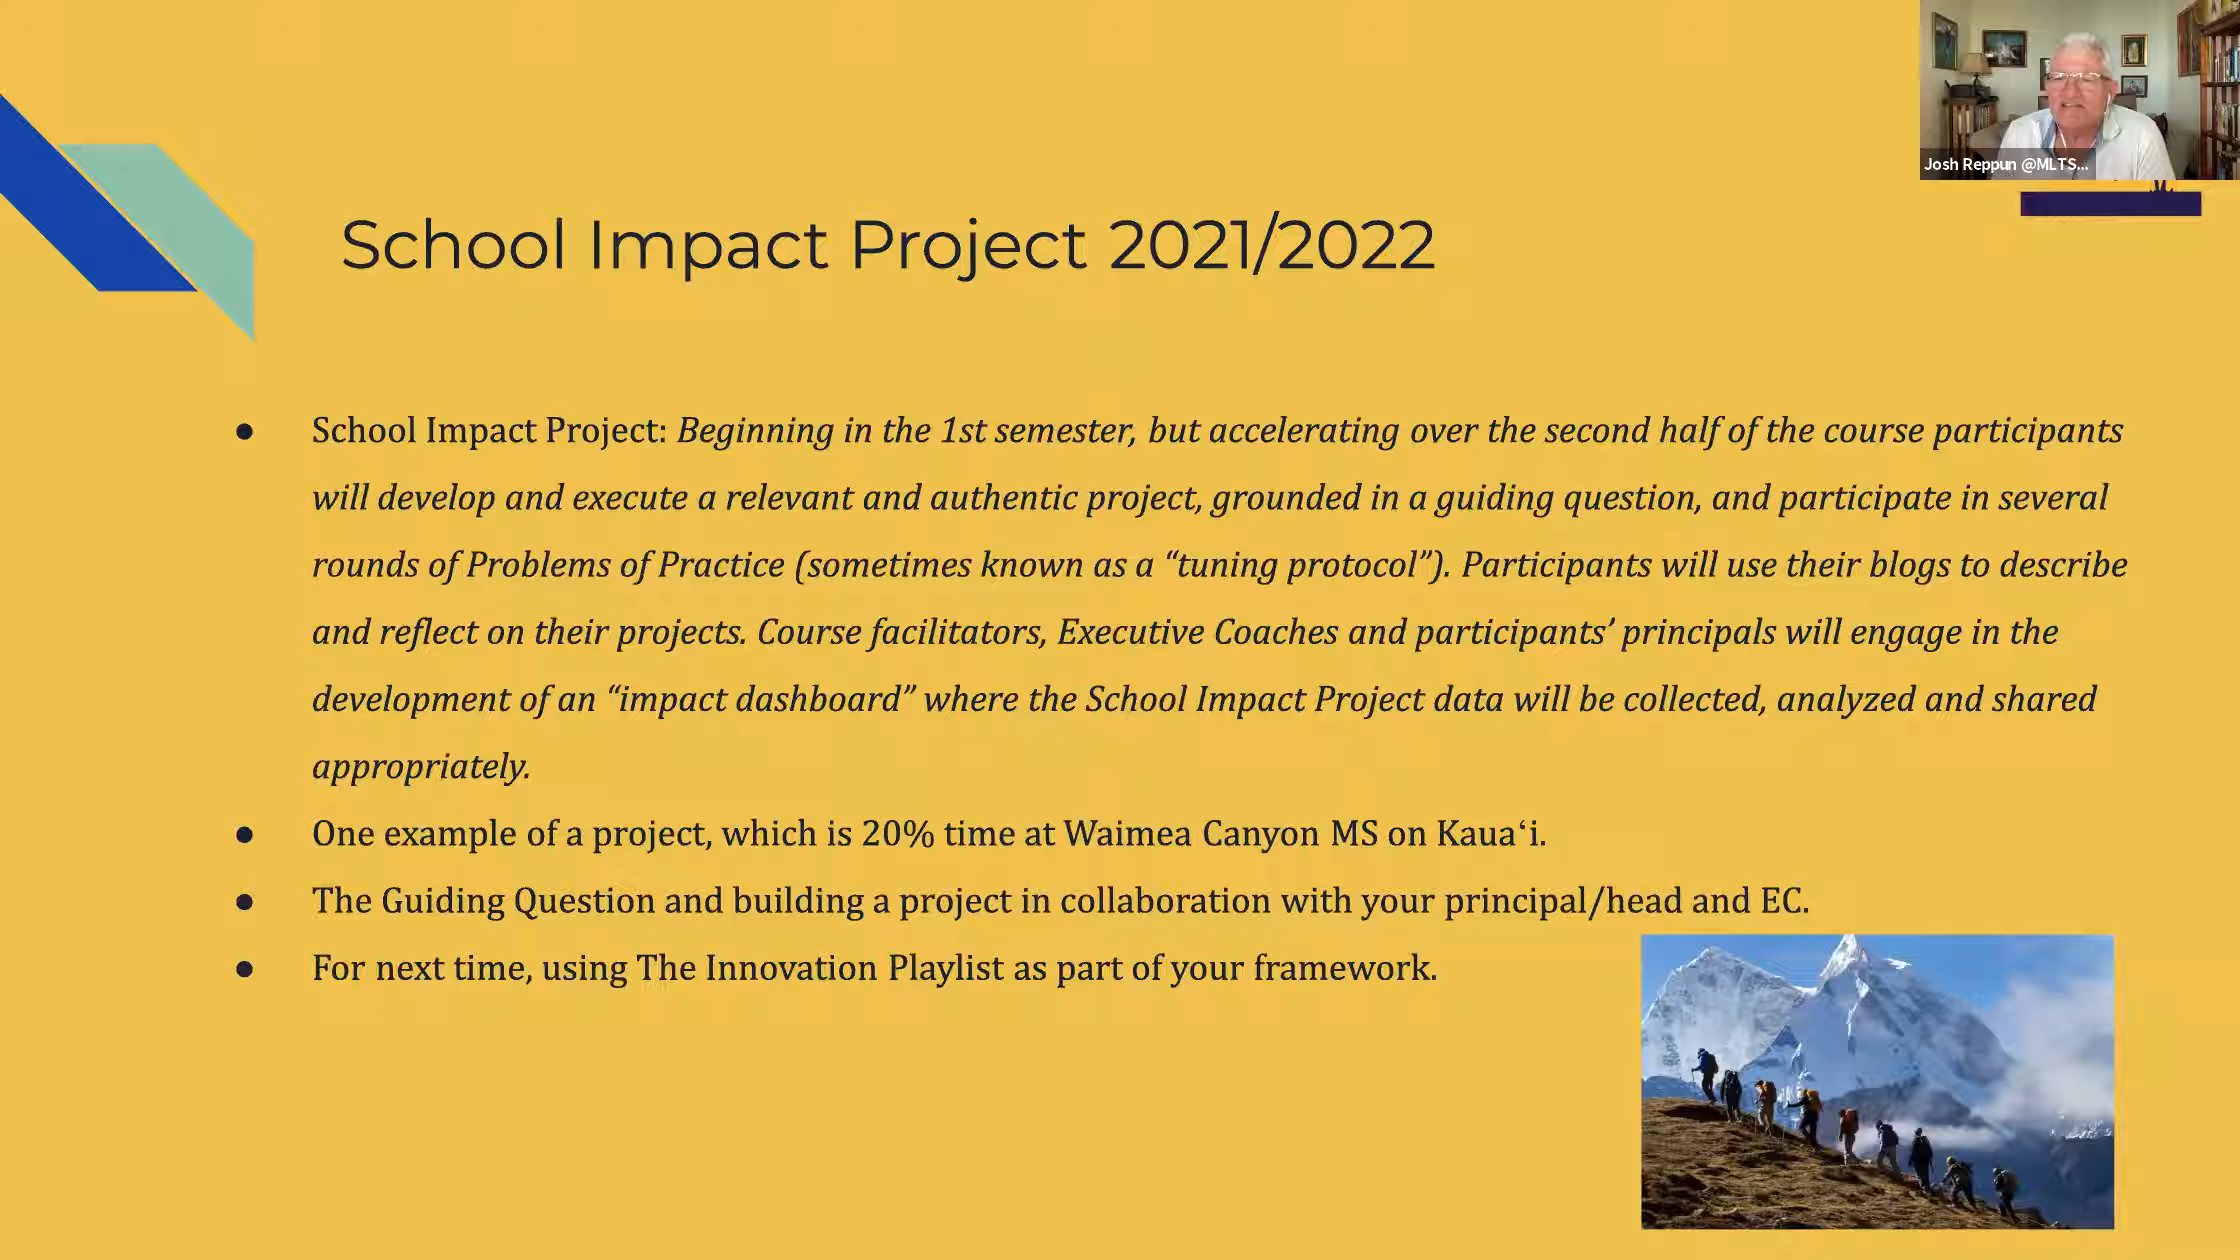 Josh Reppun @MLTS...
School Impact Project 2021/2022
● School Impact Project: Beginning in the 1st semester, but accelerating over the second half of the course participants
will develop and execute a relevant and authentic project, grounded in a guiding question, and participate in several
rounds of Problems of Practice (sometimes known as a “tuning protocol”). Participants will use their blogs to describe
and reflect on their projects. Course facilitators, Executive Coaches and participants’ principals will engage in the
development of an “impact dashboard” where the School Impact Project data will be collected, analyzed and shared
appropriately.
● One example of a project, which is 20% time at Waimea Canyon MS on Kauaʻi.
● The Guiding Question and building a project in collaboration with your principal/head and EC.
● For next time, using The Innovation Playlist as part of your framework.